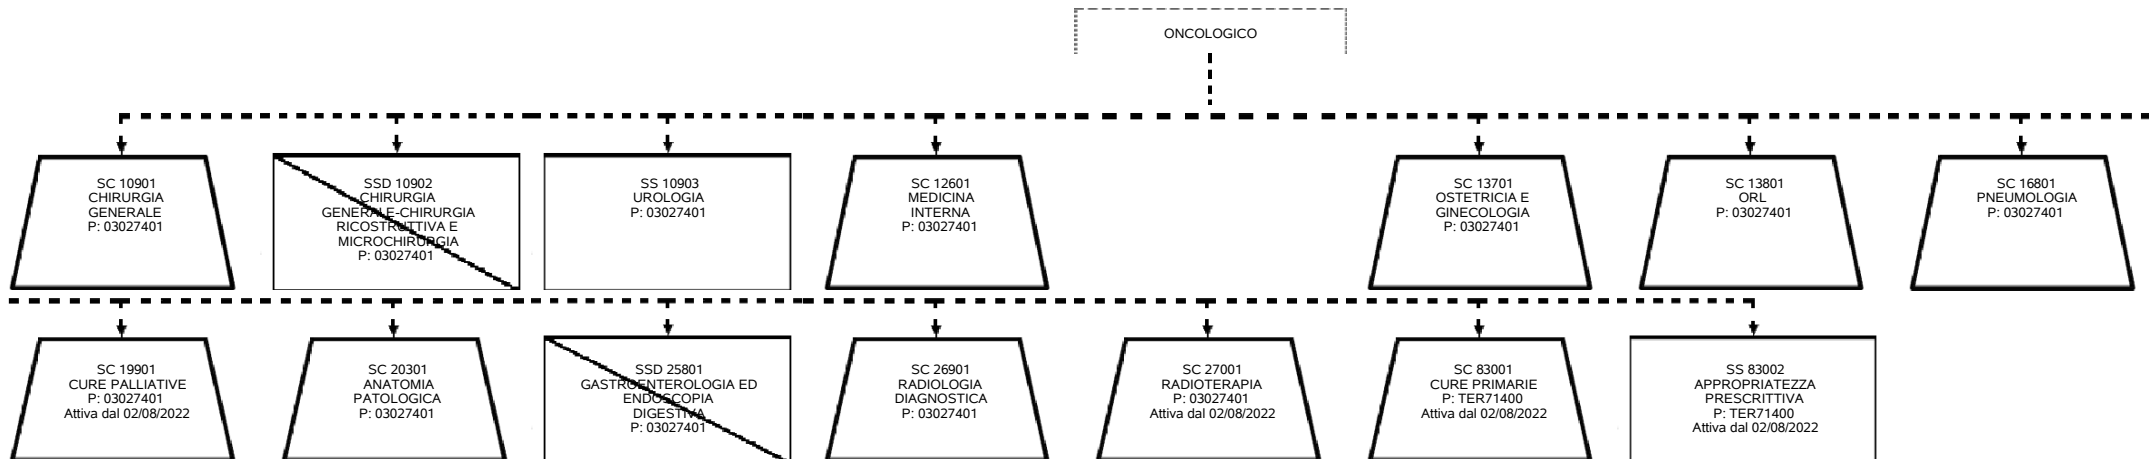 ONCOLOGICO
SC 10901
CHIRURGIA
GENERALE
P: 03027401
SSD 10902
CHIRURGIA
GENERALE-CHIRURGIA
RICOSTRUTTIVA E
MICROCHIRURGIA
P: 03027401
SS 10903
UROLOGIA
P: 03027401
SC 12601
MEDICINA
INTERNA
P: 03027401
SC 13701
OSTETRICIA E
GINECOLOGIA
P: 03027401
SC 13801
ORL
P: 03027401
SC 16801
PNEUMOLOGIA
P: 03027401
SC 19901
CURE PALLIATIVE
P: 03027401
Attiva dal 02/08/2022
SC 20301
ANATOMIA
PATOLOGICA
P: 03027401
SSD 25801
GASTROENTEROLOGIA ED
ENDOSCOPIA
DIGESTIVA
P: 03027401
SC 26901
RADIOLOGIA
DIAGNOSTICA
P: 03027401
SC 27001
RADIOTERAPIA
P: 03027401
Attiva dal 02/08/2022
SC 83001
CURE PRIMARIE
P: TER71400
Attiva dal 02/08/2022
SS 83002
APPROPRIATEZZA
PRESCRITTIVA
P: TER71400
Attiva dal 02/08/2022